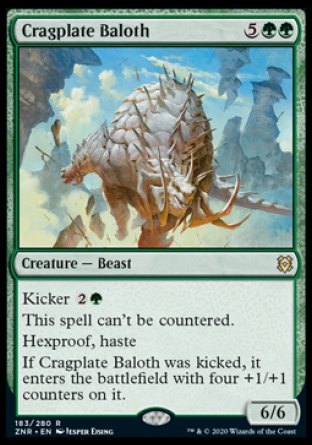 Cragplate Baloth 5
Creature — Beast
Kicker 2
This spell can't be countered.
Hexproof, haste
If Cragplate Baloth was kicked, it
enters the battlefield with four +1/+1
counters on it.
6/6
183/280 R
ZNR • EN Jesper Ejsing
™ & © 2020 Wizards of the Coast